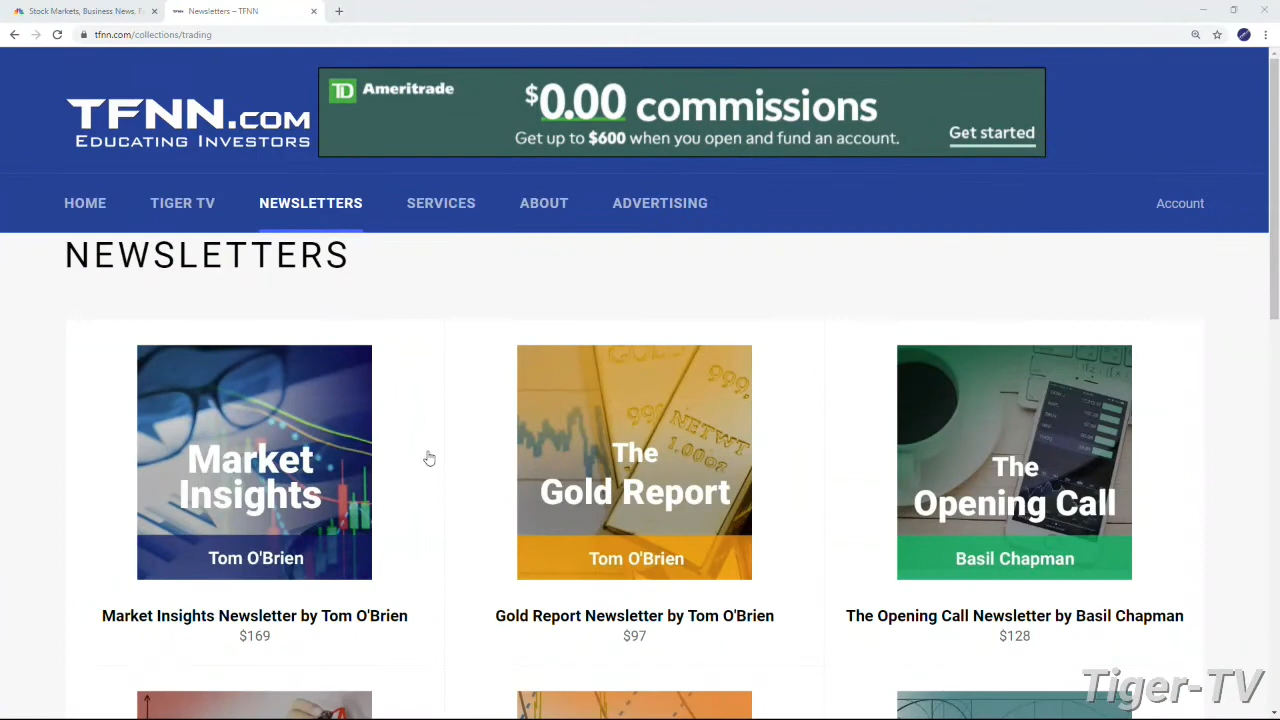 Stock Markets, Business News, F
Newsletters – TFNN
tfnn.com/collections/trading
TFNN.COM
EDUCATING INVESTORS
TD Ameritrade
$0.00 commissions
Get up to $600 when you open and fund an account.
Get started
HOME
TIGER TV
NEWSLETTERS
SERVICES
ABOUT
ADVERTISING
Account
NEWSLETTERS
Market
Insights
Tom O'Brien
The
Gold Report
Tom O'Brien
The
Opening Call
Basil Chapman
Market Insights Newsletter by Tom O'Brien
$169
Gold Report Newsletter by Tom O'Brien
$97
The Opening Call Newsletter by Basil Chapman
$128
Tiger-TV